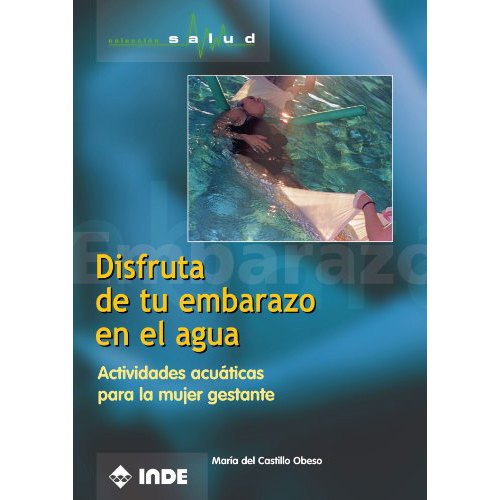 colección salud
Embarazo
Disfruta
de tu embarazo
en el agua
Actividades acuáticas
para la mujer gestante
María del Castillo Obeso
INDE